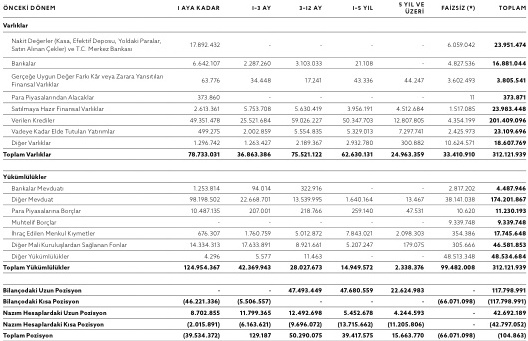 ÖNCEKİ DÖNEM 1 AYA KADAR 1-3 AY 3-12 AY 1-5 YIL 5 YIL VE ÜZERİ FAİZSİZ (*) TOPLAM
Varlıklar
Nakit Değerler (Kasa, Efektif Deposu, Yoldaki Paralar, Satın Alınan Çekler) ve T.C. Merkez Bankası 17.892.432 - - - - 6.059.042 23.951.474
Bankalar 6.642.107 2.287.260 3.103.033 21.108 - 4.827.536 16.881.044
Gerçeğe Uygun Değer Farkı Kâr veya Zarara Yansıtılan Finansal Varlıklar 63.776 34.448 17.241 43.336 44.247 3.602.493 3.805.541
Para Piyasalarından Alacaklar 373.860 - - - - 11 373.871
Satılmaya Hazır Finansal Varlıklar 2.613.361 5.753.708 5.630.419 3.956.191 4.512.684 1.517.085 23.983.448
Verilen Krediler 49.351.478 25.521.684 59.026.227 50.347.703 12.807.805 4.354.199 201.409.096
Vadeye Kadar Elde Tutulan Yatırımlar 499.275 2.002.859 5.554.835 5.329.013 7.297.741 2.425.973 23.109.696
Diğer Varlıklar 1.296.742 1.263.427 2.189.367 2.932.780 300.882 10.624.571 18.607.769
Toplam Varlıklar 78.733.031 36.863.386 75.521.122 62.630.131 24.963.359 33.410.910 312.121.939
Yükümlülükler
Bankalar Mevduatı 1.253.814 94.014 322.916 - - 2.817.202 4.487.946
Diğer Mevduat 98.198.502 22.668.701 13.539.995 1.640.164 13.467 38.141.038 174.201.867
Para Piyasalarına Borçlar 10.487.135 207.001 218.766 259.140 47.531 10.620 11.230.193
Muhtelif Borçlar - - - - - 9.739.348 9.739.348
İhraç Edilen Menkul Kıymetler 676.307 1.760.759 5.012.872 7.843.021 2.098.303 354.386 17.745.648
Diğer Mali Kuruluşlardan Sağlanan Fonlar 14.334.313 17.633.891 8.921.661 5.207.247 179.075 305.666 46.581.853
Diğer Yükümlülükler 4.296 5.577 11.463 - - 48.513.348 48.534.684
Toplam Yükümlülükler 124.954.367 42.369.943 28.027.673 14.949.572 2.338.376 99.482.008 312.121.939
Bilançodaki Uzun Pozisyon - - 47.493.449 47.680.559 22.624.983 - 117.798.991
Bilançodaki Kısa Pozisyon (46.221.336) (5.506.557) - - - (66.071.098) (117.798.991)
Nazım Hesaplardaki Uzun Pozisyon 8.702.855 11.799.365 12.492.698 5.452.678 4.244.593 - 42.692.189
Nazım Hesaplardaki Kısa Pozisyon (2.015.891) (6.163.621) (9.696.072) (13.715.662) (11.205.806) - (42.797.052)
Toplam Pozisyon (39.534.372) 129.187 50.290.075 39.417.575 15.663.770 (66.071.098) (104.863)